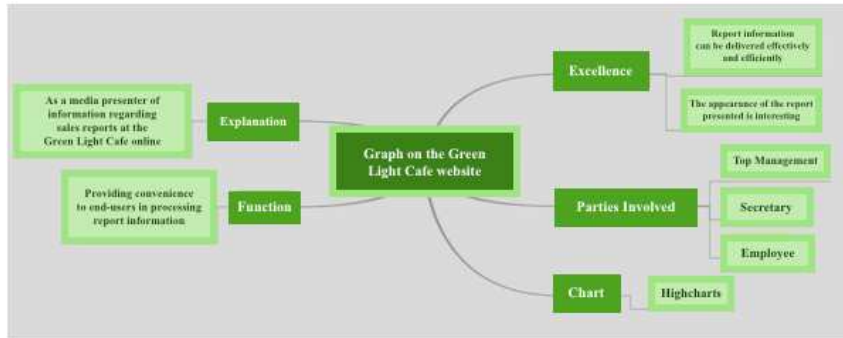 Graph on the Green
Light Cafe website
Explanation
As a media presenter of
information regarding
sales reports at the
Green Light Cafe online
Function
Providing convenience
to end-users in processing
report information
Excellence
Report information
can be delivered effectively
and efficiently
The appearance of the report
presented is interesting
Parties Involved
Top Management
Secretary
Employee
Chart
Highcharts